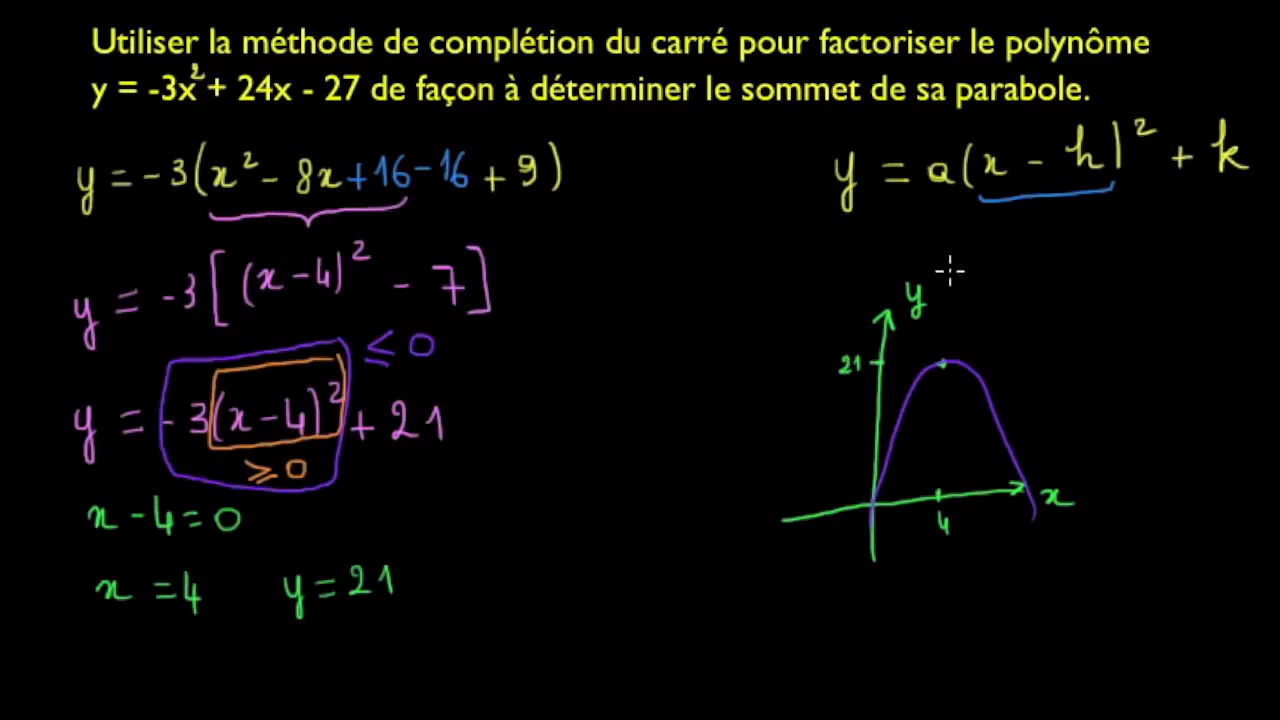 Utiliser la méthode de complétion du carré pour factoriser le polynôme
y = -3x² + 24x - 27 de façon à déterminer le sommet de sa parabole.
y = -3(x² - 8x +16 -16 + 9)
y = a(x - h)² + k
y = -3[(x-4)² - 7]
≤ 0
y = -3(x-4)² + 21
≥ 0
x - 4 = 0
x = 4 y = 21
y
21
x
4